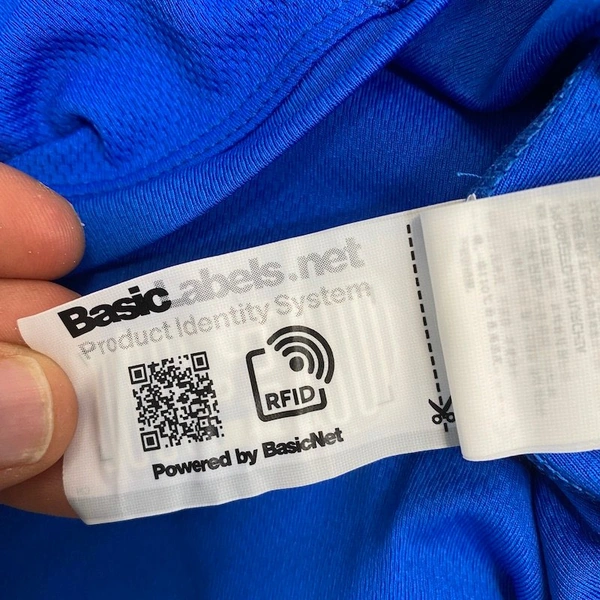 BasicLabels.net
Product Identity System
RFID
Powered by BasicNet